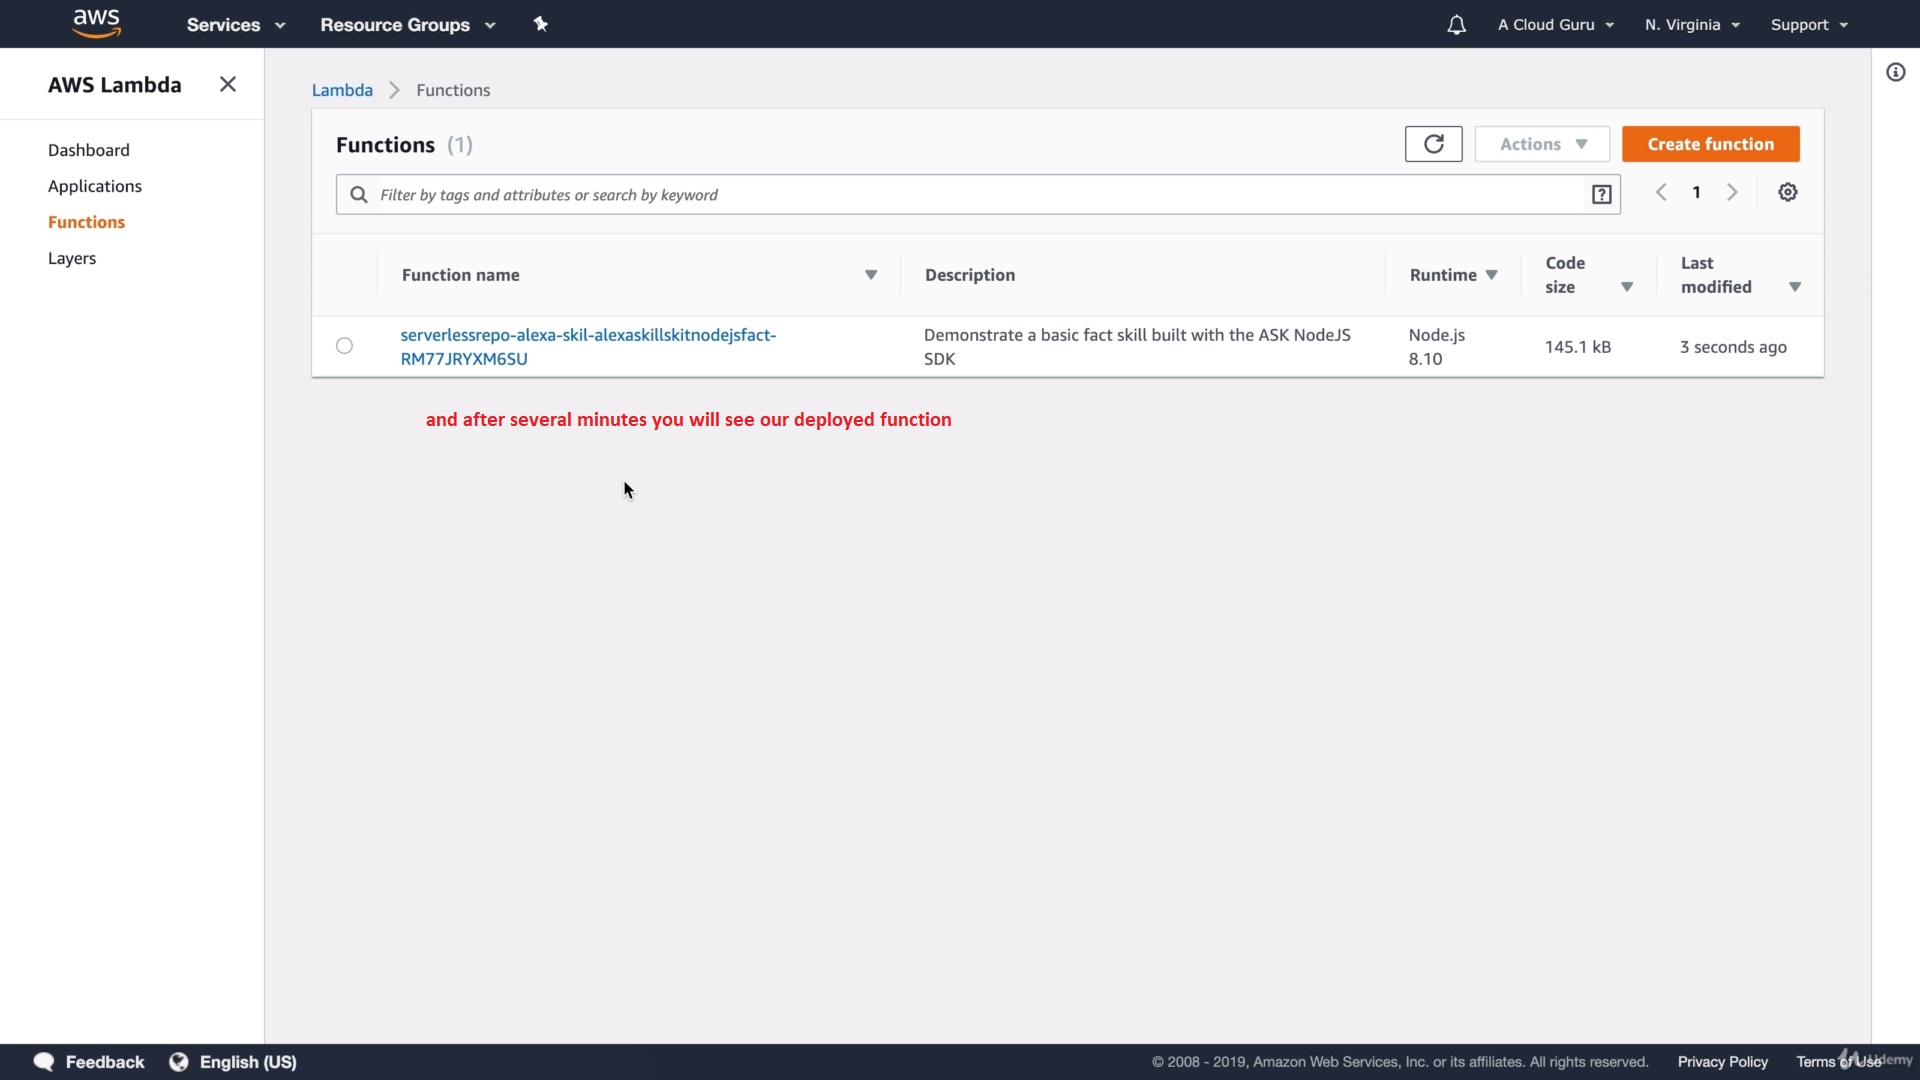 aws Services Resource Groups A Cloud Guru N. Virginia Support
AWS Lambda
Dashboard
Applications
Functions
Layers
Lambda Functions
Functions (1) Actions Create function
Filter by tags and attributes or search by keyword ? 1
Function name Description Runtime Code size Last modified
serverlessrepo-alexa-skil-alexaskillskitnodejsfact-
RM77JRYXM6SU
Demonstrate a basic fact skill built with the ASK NodeJS
SDK
Node.js
8.10
145.1 kB
3 seconds ago
and after several minutes you will see our deployed function
Feedback English (US) © 2008 - 2019, Amazon Web Services, Inc. or its affiliates. All rights reserved. Privacy Policy Terms of Use
Udemy